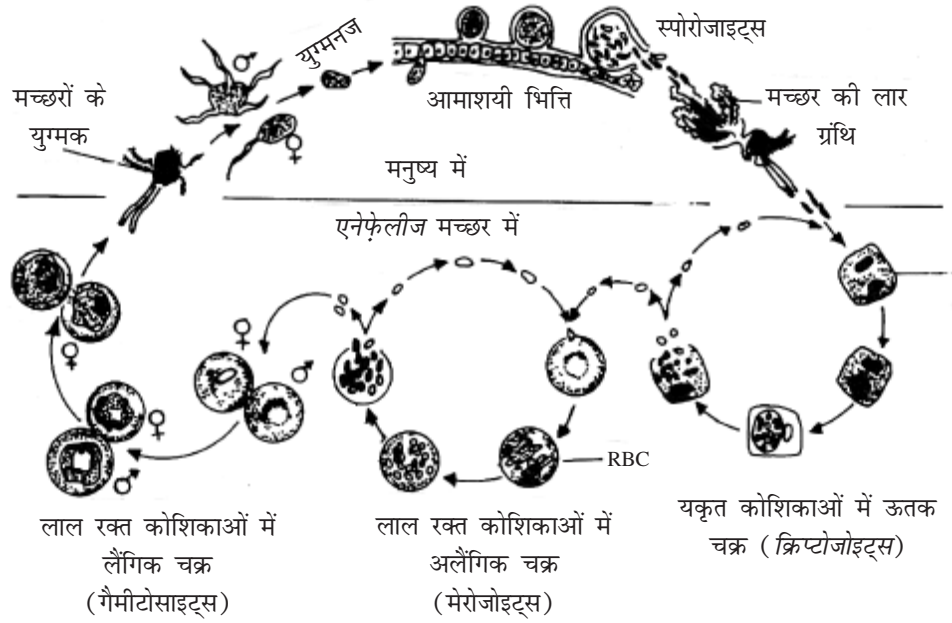 स्पोरोजाइट्स
युग्मनज
♂
मच्छरों के
युग्मक
आमाशयी भित्ति
मच्छर की लार
ग्रंथि
♀
मनुष्य में
एनेफ़ेलीज मच्छर में
♀
♀
♂
♀
♂
RBC
लाल रक्त कोशिकाओं में
लैंगिक चक्र
(गैमीटोसाइट्स)
लाल रक्त कोशिकाओं में
अलैंगिक चक्र
(मेरोजोइट्स)
यकृत कोशिकाओं में ऊतक
चक्र (क्रिप्टोजोइट्स)